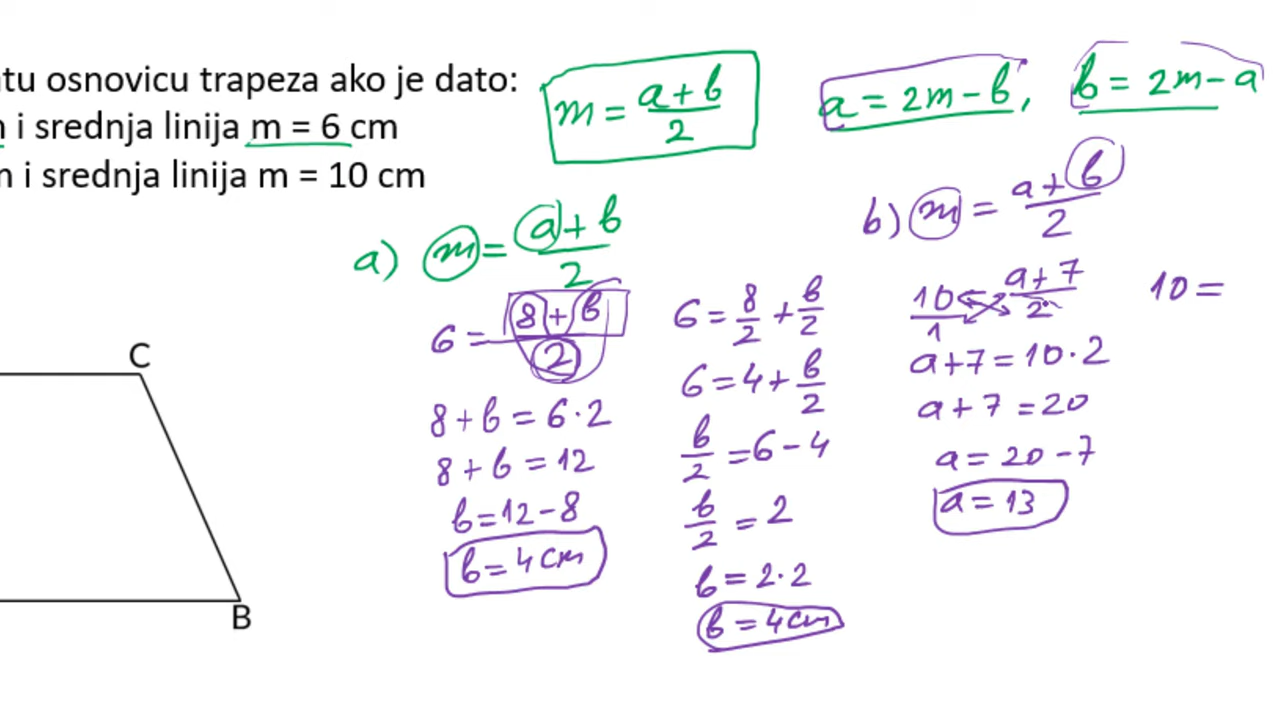 tu osnovicu trapeza ako je dato:
i srednja linija m = 6 cm
i srednja linija m = 10 cm
m = a+b/2
a = 2m − b,
b = 2m − a
a) m = a+b/2
6 = 8+b/2
8 + b = 6·2
8 + b = 12
b = 12 − 8
b = 4 cm
6 = 8/2 + b/2
6 = 4 + b/2
b/2 = 6 − 4
b/2 = 2
b = 2·2
b = 4cm
b) m = a+b/2
10/1 a+7/2
a+7 = 10·2
a+7 = 20
a = 20 − 7
a = 13
10 =
C
B